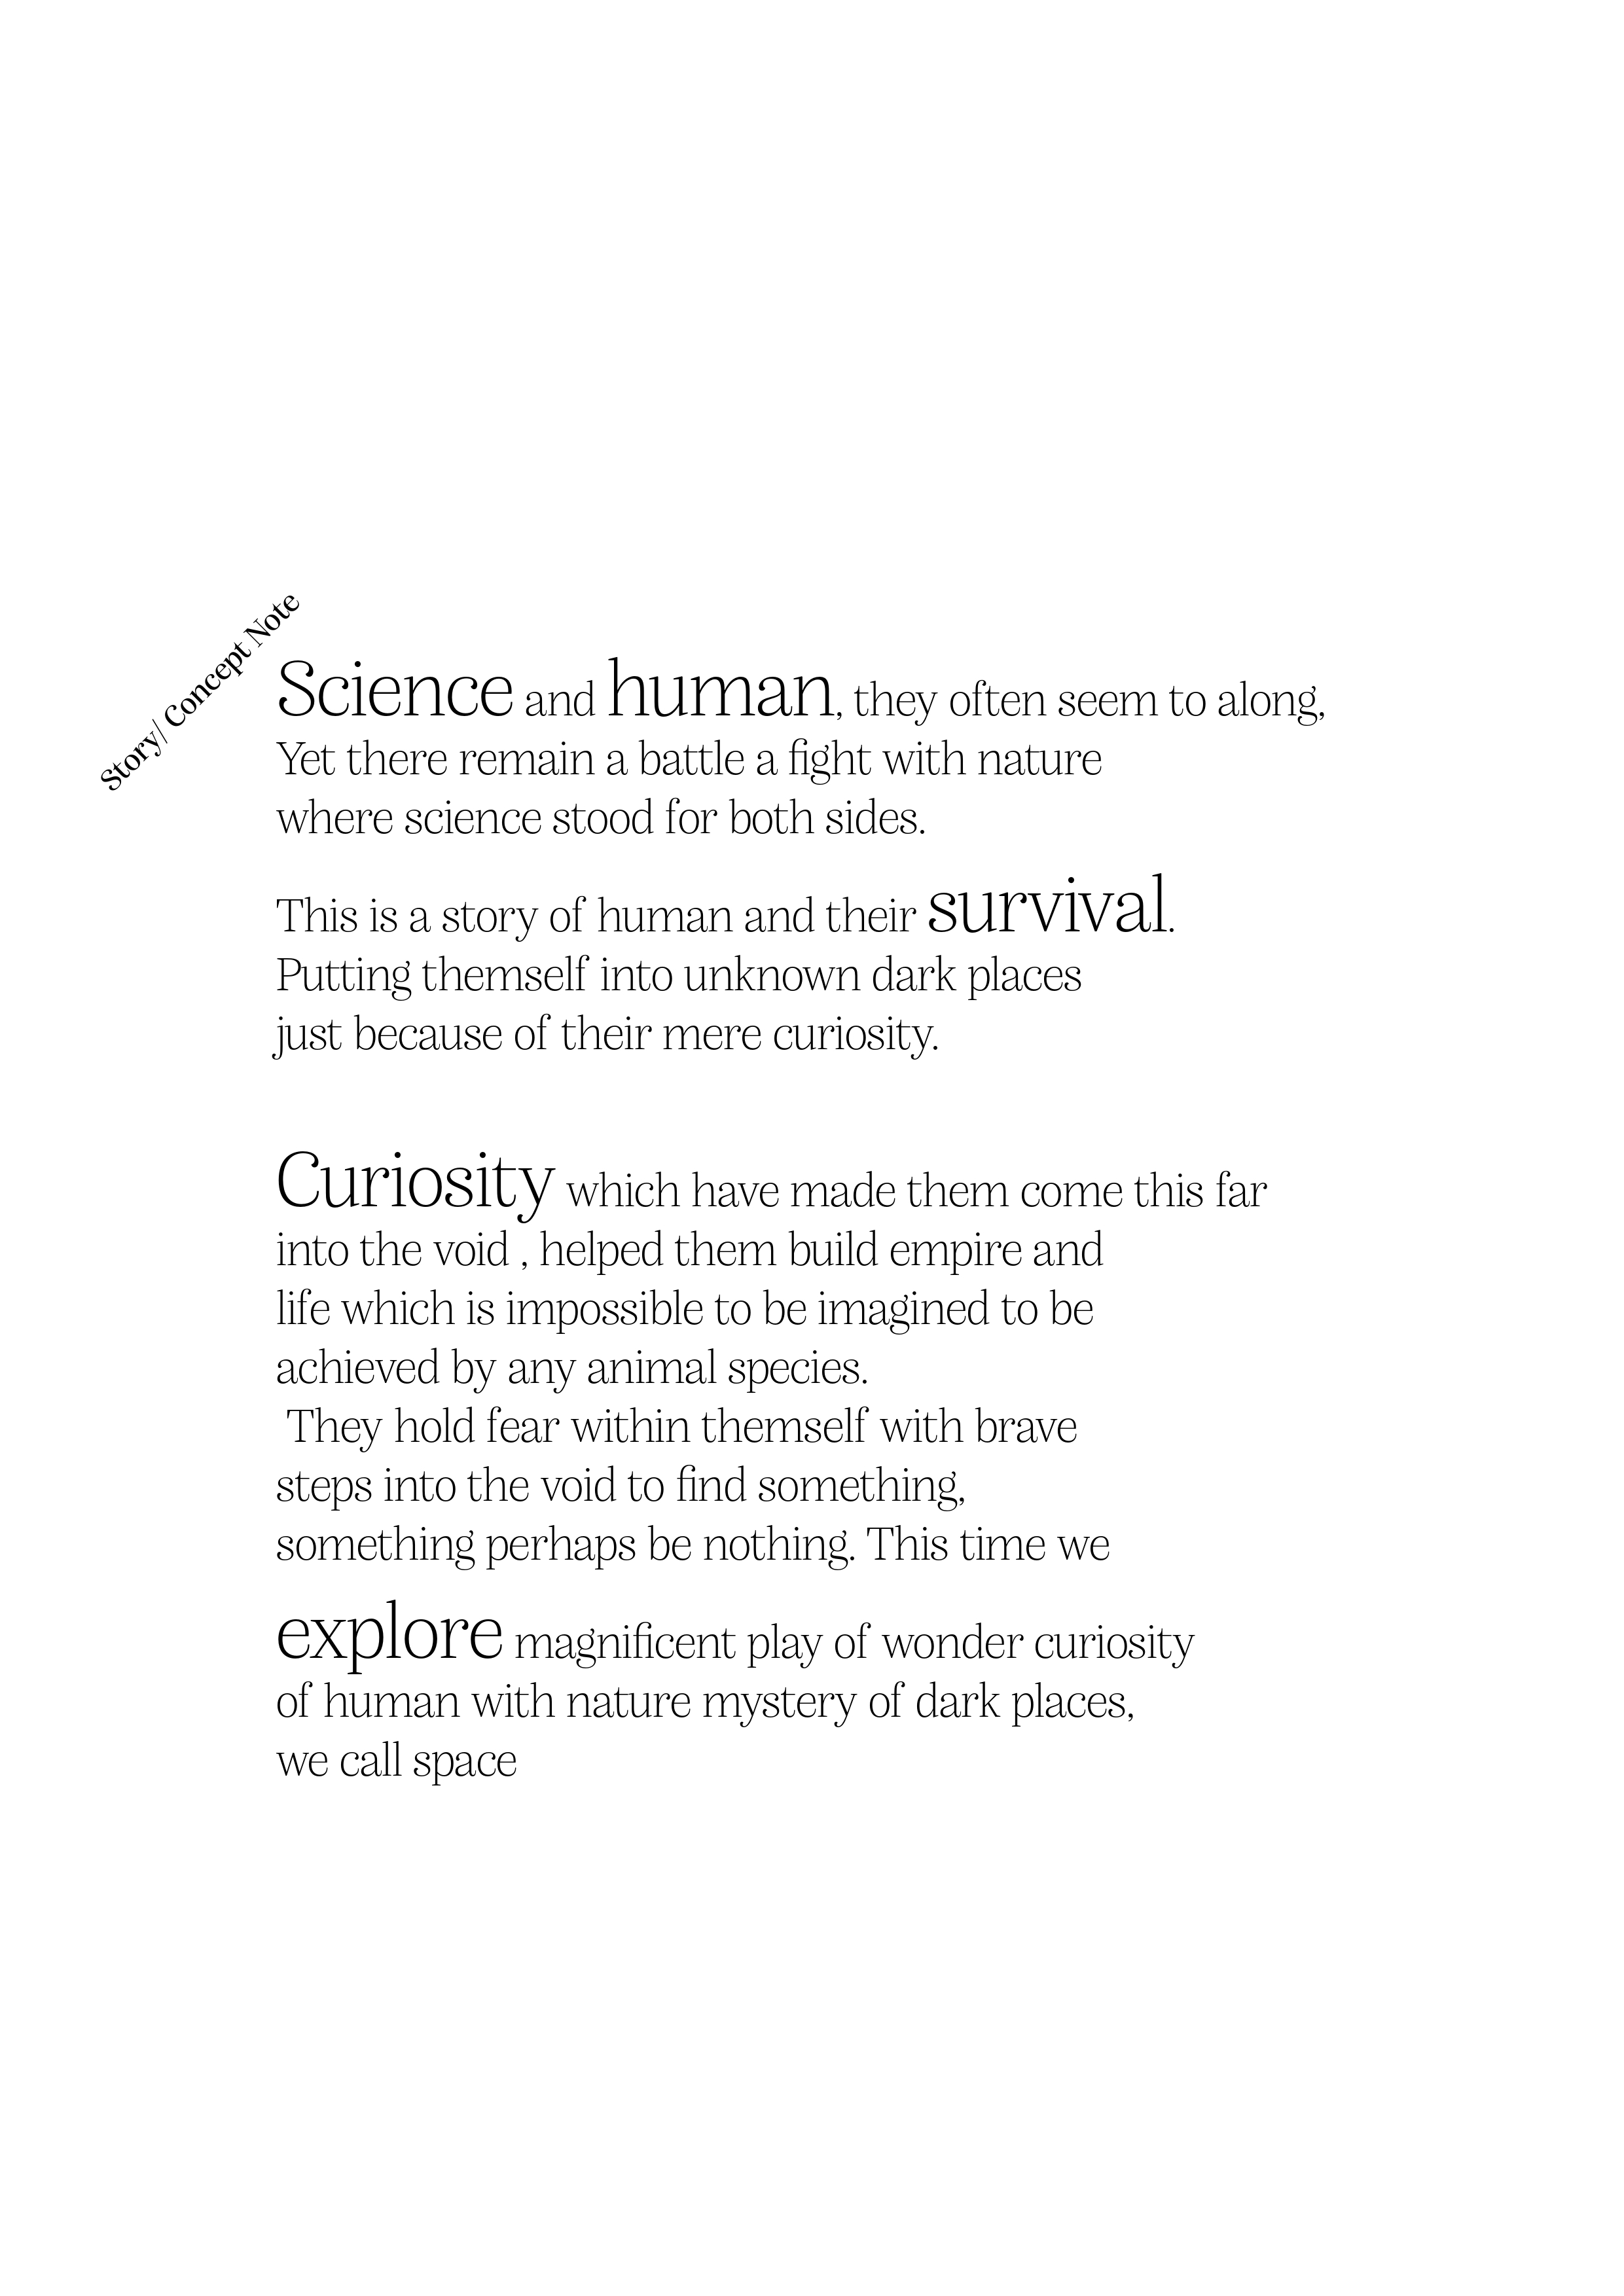 Story/ Concept Note
Science and human, they often seem to along,
Yet there remain a battle a fight with nature
where science stood for both sides.
This is a story of human and their survival.
Putting themself into unknown dark places
just because of their mere curiosity.
Curiosity which have made them come this far
into the void , helped them build empire and
life which is impossible to be imagined to be
achieved by any animal species.
They hold fear within themself with brave
steps into the void to find something,
something perhaps be nothing. This time we
explore magnificent play of wonder curiosity
of human with nature mystery of dark places,
we call space